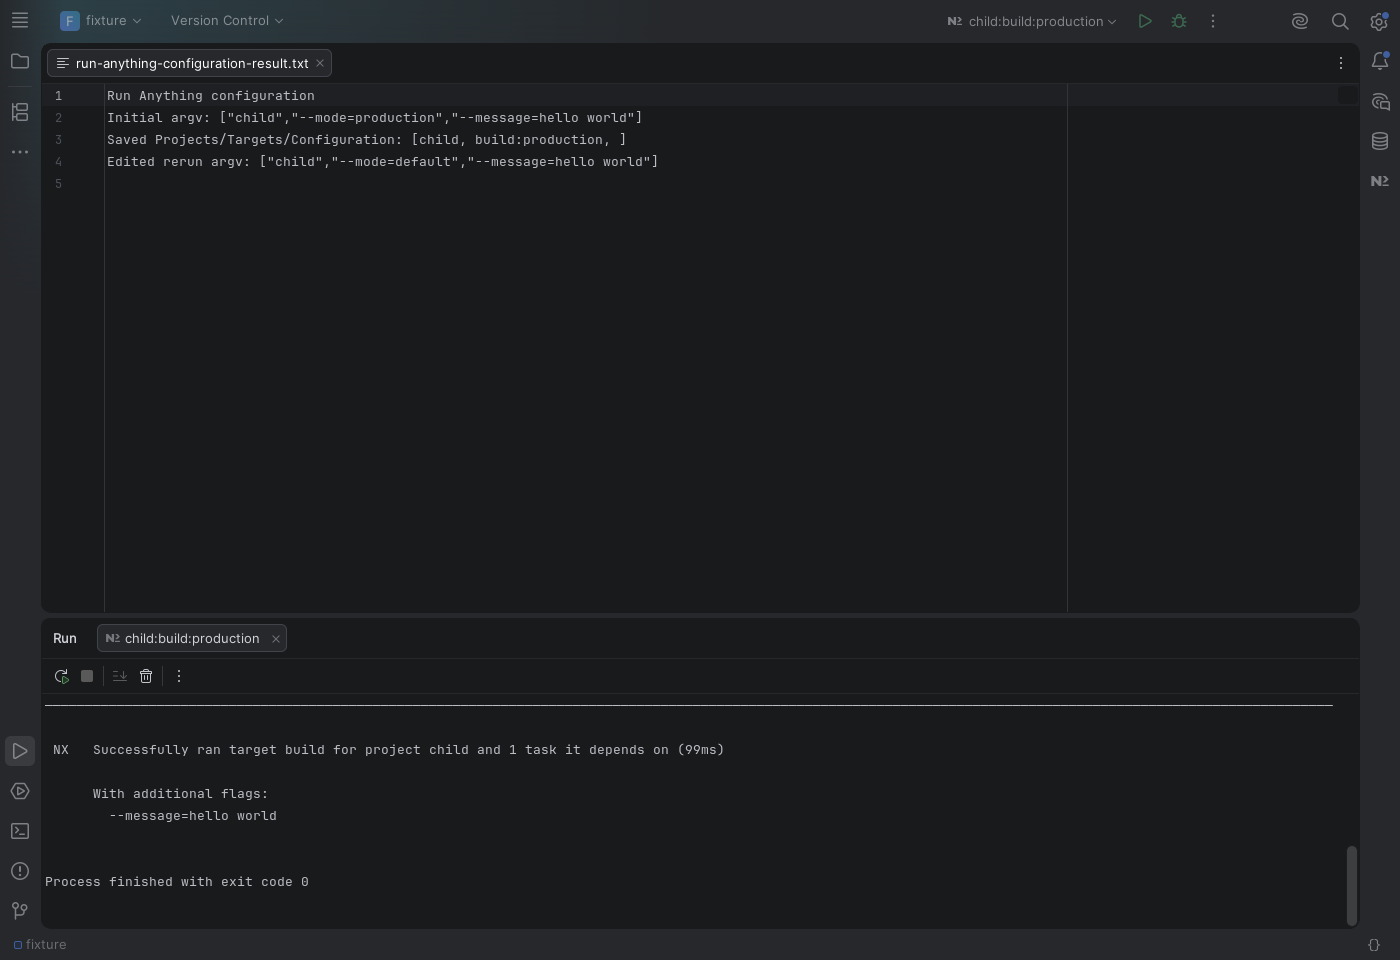 F fixture Version Control child:build:production
run-anything-configuration-result.txt
1 Run Anything configuration
2 Initial argv: ["child","--mode=production","--message=hello world"]
3 Saved Projects/Targets/Configuration: [child, build:production, ]
4 Edited rerun argv: ["child","--mode=default","--message=hello world"]
5
Run child:build:production
NX Successfully ran target build for project child and 1 task it depends on (99ms)
With additional flags:
--message=hello world
Process finished with exit code 0
fixture {}